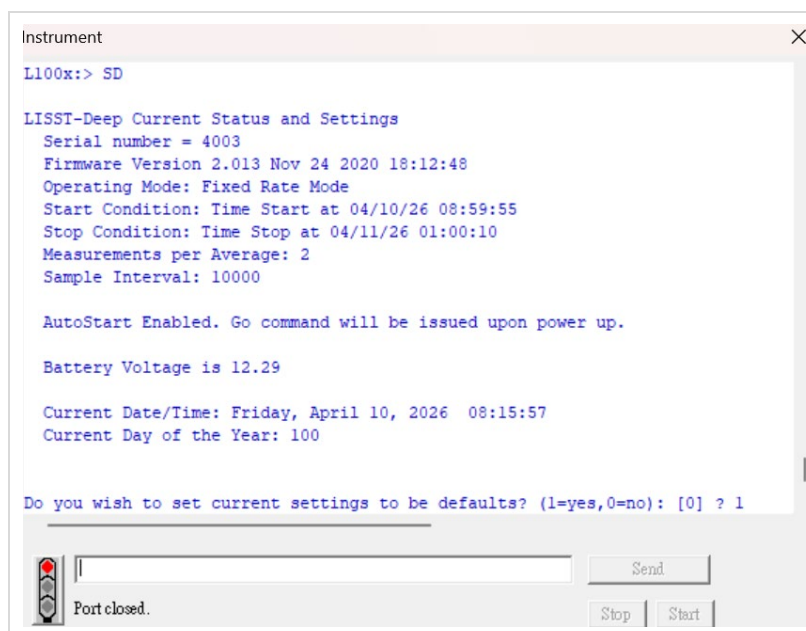 Instrument
L100x:> SD
LISST-Deep Current Status and Settings
Serial number = 4003
Firmware Version 2.013 Nov 24 2020 18:12:48
Operating Mode: Fixed Rate Mode
Start Condition: Time Start at 04/10/26 08:59:55
Stop Condition: Time Stop at 04/11/26 01:00:10
Measurements per Average: 2
Sample Interval: 10000
AutoStart Enabled. Go command will be issued upon power up.
Battery Voltage is 12.29
Current Date/Time: Friday, April 10, 2026  08:15:57
Current Day of the Year: 100
Do you wish to set current settings to be defaults? (1=yes,0=no): [0] ? 1
Send
Port closed.
Stop Start